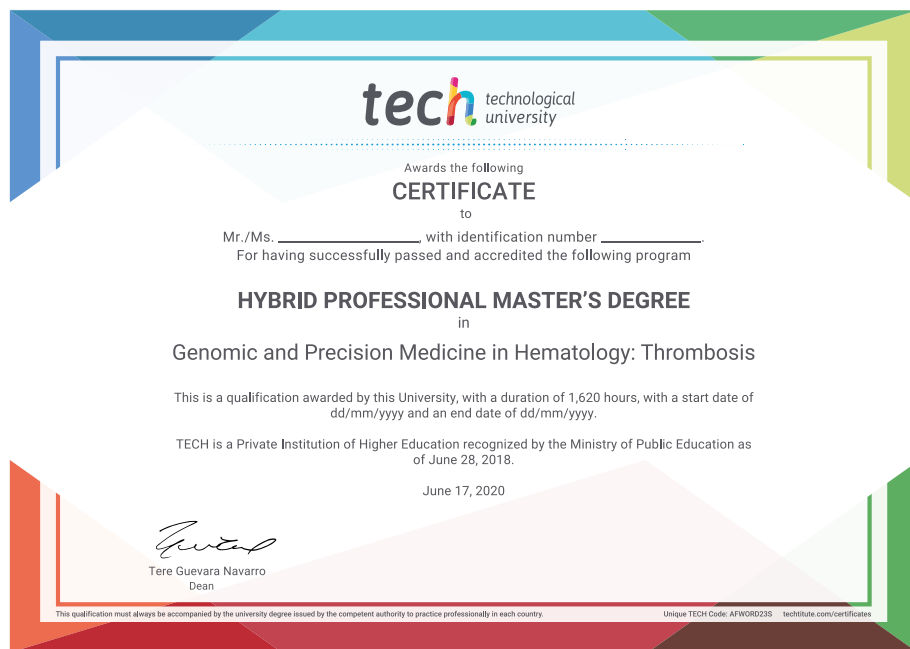 tech technological
university
Awards the following
CERTIFICATE
to
Mr./Ms. ____________________, with identification number ______________.
For having successfully passed and accredited the following program
HYBRID PROFESSIONAL MASTER’S DEGREE
in
Genomic and Precision Medicine in Hematology: Thrombosis
This is a qualification awarded by this University, with a duration of 1,620 hours, with a start date of
dd/mm/yyyy and an end date of dd/mm/yyyy.
TECH is a Private Institution of Higher Education recognized by the Ministry of Public Education as
of June 28, 2018.
June 17, 2020
Tere Guevara Navarro
Dean
This qualification must always be accompanied by the university degree issued by the competent authority to practice professionally in each country. Unique TECH Code: AFWORD23S techtitute.com/certificates